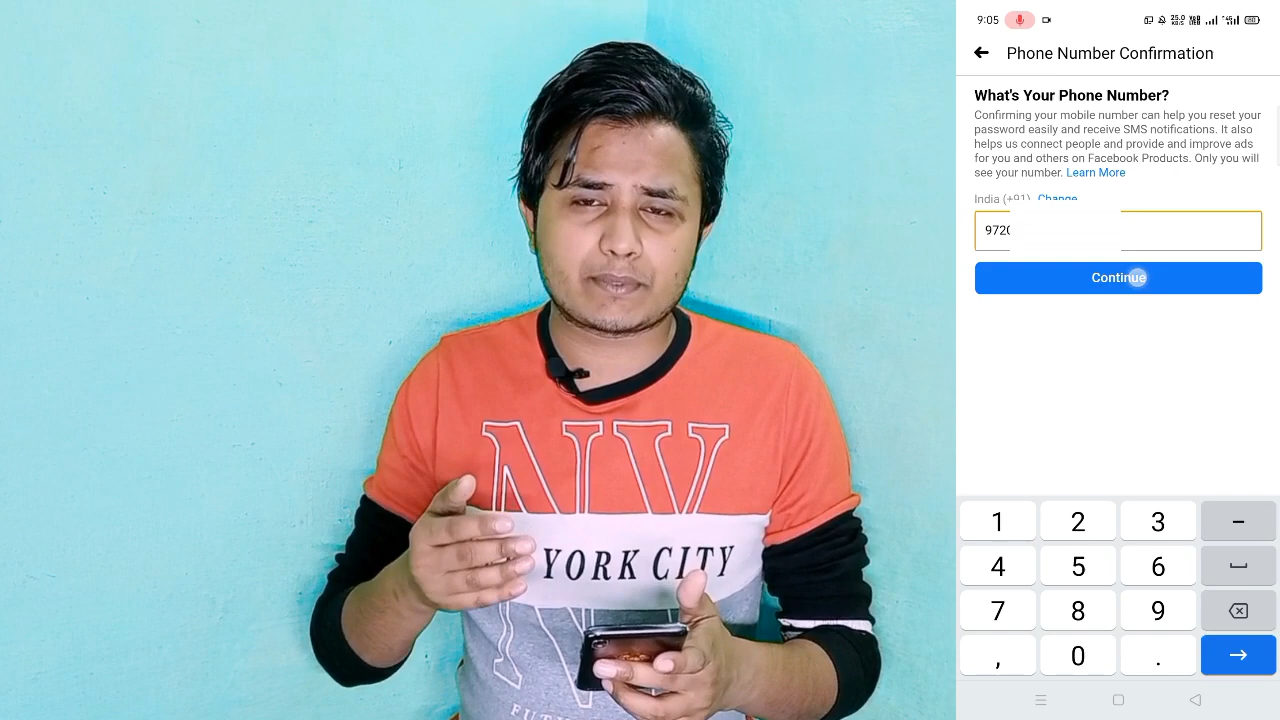 9:05
Phone Number Confirmation
What's Your Phone Number?
Confirming your mobile number can help you reset your
password easily and receive SMS notifications. It also
helps us connect people and provide and improve ads
for you and others on Facebook Products. Only you will
see your number. Learn More
India (+91) Change
972
Continue
1 2 3 -
4 5 6
7 8 9
, 0 .
NY
YORK CITY